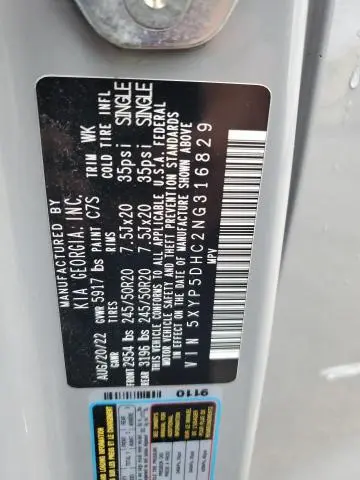 MANUFACTURED BY
KIA GEORGIA, INC.
AUG/20/22 GVWR 5917 lbs PAINT C7S TRIM WK
GAWR TIRES RIMS COLD TIRE INFL
FRONT 2954 lbs 245/50R20 7.5Jx20 35psi SINGLE
REAR 3196 lbs 245/50R20 7.5Jx20 35psi SINGLE
THIS VEHICLE CONFORMS TO ALL APPLICABLE U.S.A. FEDERAL
MOTOR VEHICLE SAFETY AND THEFT PREVENTION STANDARDS
IN EFFECT ON THE DATE OF MANUFACTURE SHOWN ABOVE
VIN 5XYP5DHC2NG316829
MPV
9110
LOADING INFORMATION